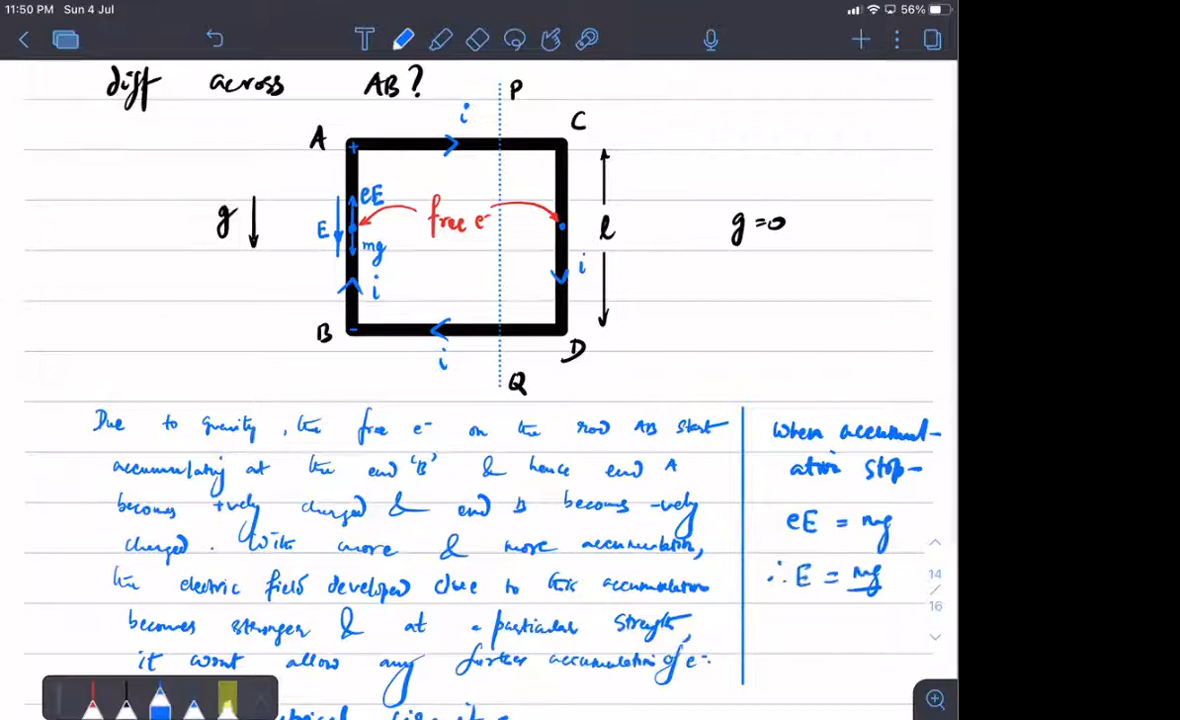 11:50 PM Sun 4 Jul
56%
diff across AB?
P
i
A
C
+
eE
g
E
free e-
l
g=0
mg
i
i
B
-
D
i
Q
Due to gravity, the free e- on the rod AB start
accumulating at the end 'B' & hence end A
becomes +vely charged & end B becomes -vely
charged. With more & more accumulation,
the electric field developed due to this accumulation
becomes stronger & at a particular strength,
it wont allow any further accumulation of e-.
When accumul-
ation stop-
eE = mg
∴ E = mg
14
16